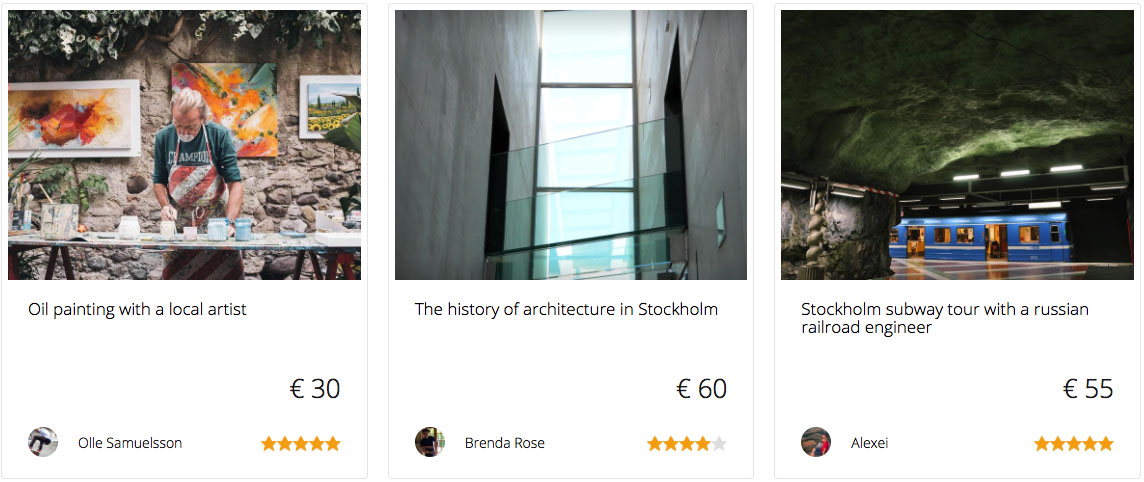 CHAMPION
Oil painting with a local artist
€ 30
Olle Samuelsson
The history of architecture in Stockholm
€ 60
Brenda Rose
Stockholm subway tour with a russian
railroad engineer
€ 55
Alexei